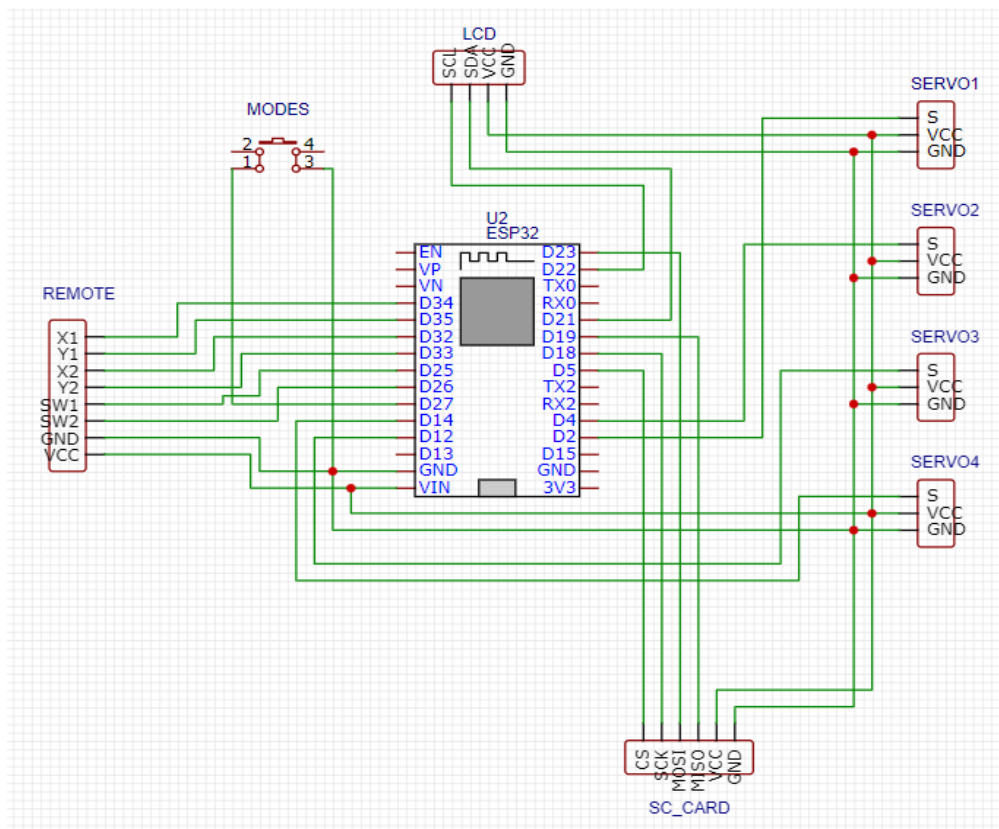 LCD
SCL
SDA
VCC
GND
MODES
2
4
1
3
SERVO1
S
VCC
GND
SERVO2
S
VCC
GND
SERVO3
S
VCC
GND
SERVO4
S
VCC
GND
REMOTE
X1
Y1
X2
Y2
SW1
SW2
GND
VCC
U2
ESP32
EN
VP
VN
D34
D35
D32
D33
D25
D26
D27
D14
D12
D13
GND
VIN
D23
D22
TX0
RX0
D21
D19
D18
D5
TX2
RX2
D4
D2
D15
GND
3V3
CS
SCK
MOSI
MISO
VCC
GND
SC_CARD